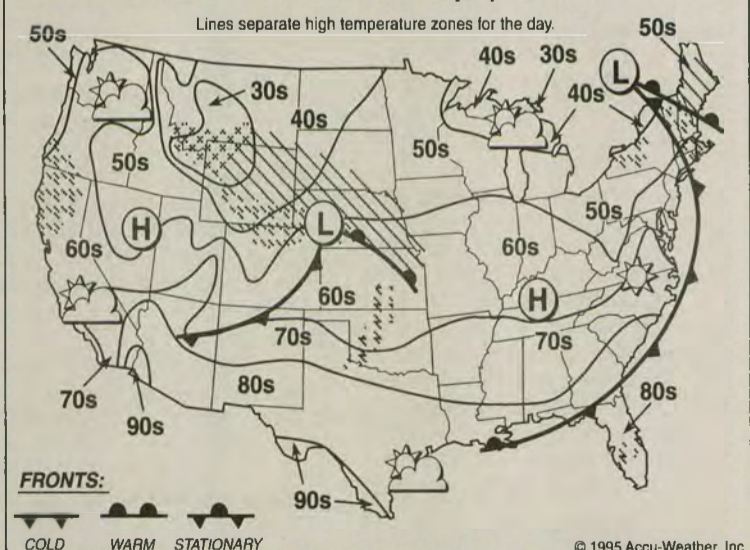 Lines separate high temperature zones for the day.
50s
50s
L
40s
30s
30s
40s
40s
50s
50s
50s
H
L
60s
60s
H
60s
70s
70s
80s
70s
90s
80s
90s
FRONTS:
COLD WARM STATIONARY
© 1995 Accu-Weather, Inc.